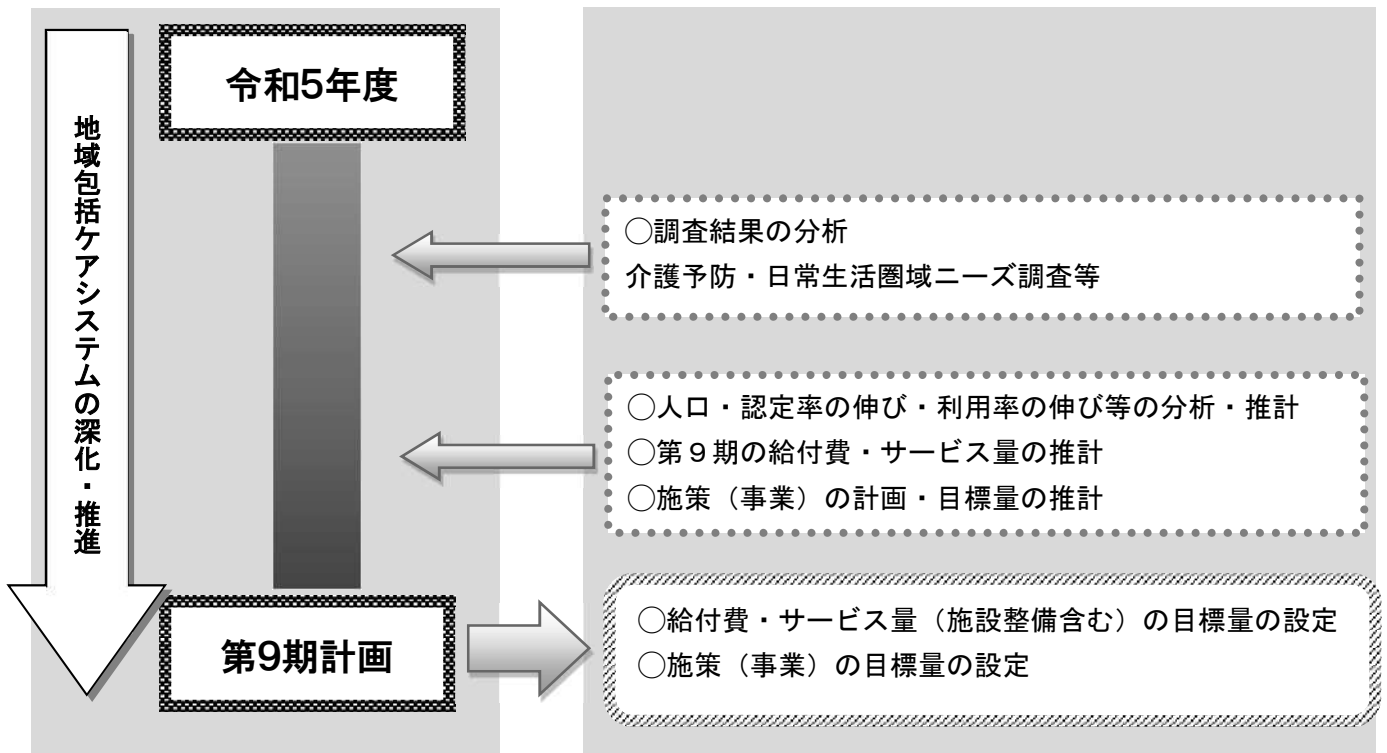 令和5年度
地域包括ケアシステムの深化・推進
◯調査結果の分析
介護予防・日常生活圏域ニーズ調査等
◯人口・認定率の伸び・利用率の伸び等の分析・推計
◯第９期の給付費・サービス量の推計
◯施策（事業）の計画・目標量の推計
第9期計画
◯給付費・サービス量（施設整備含む）の目標量の設定
◯施策（事業）の目標量の設定